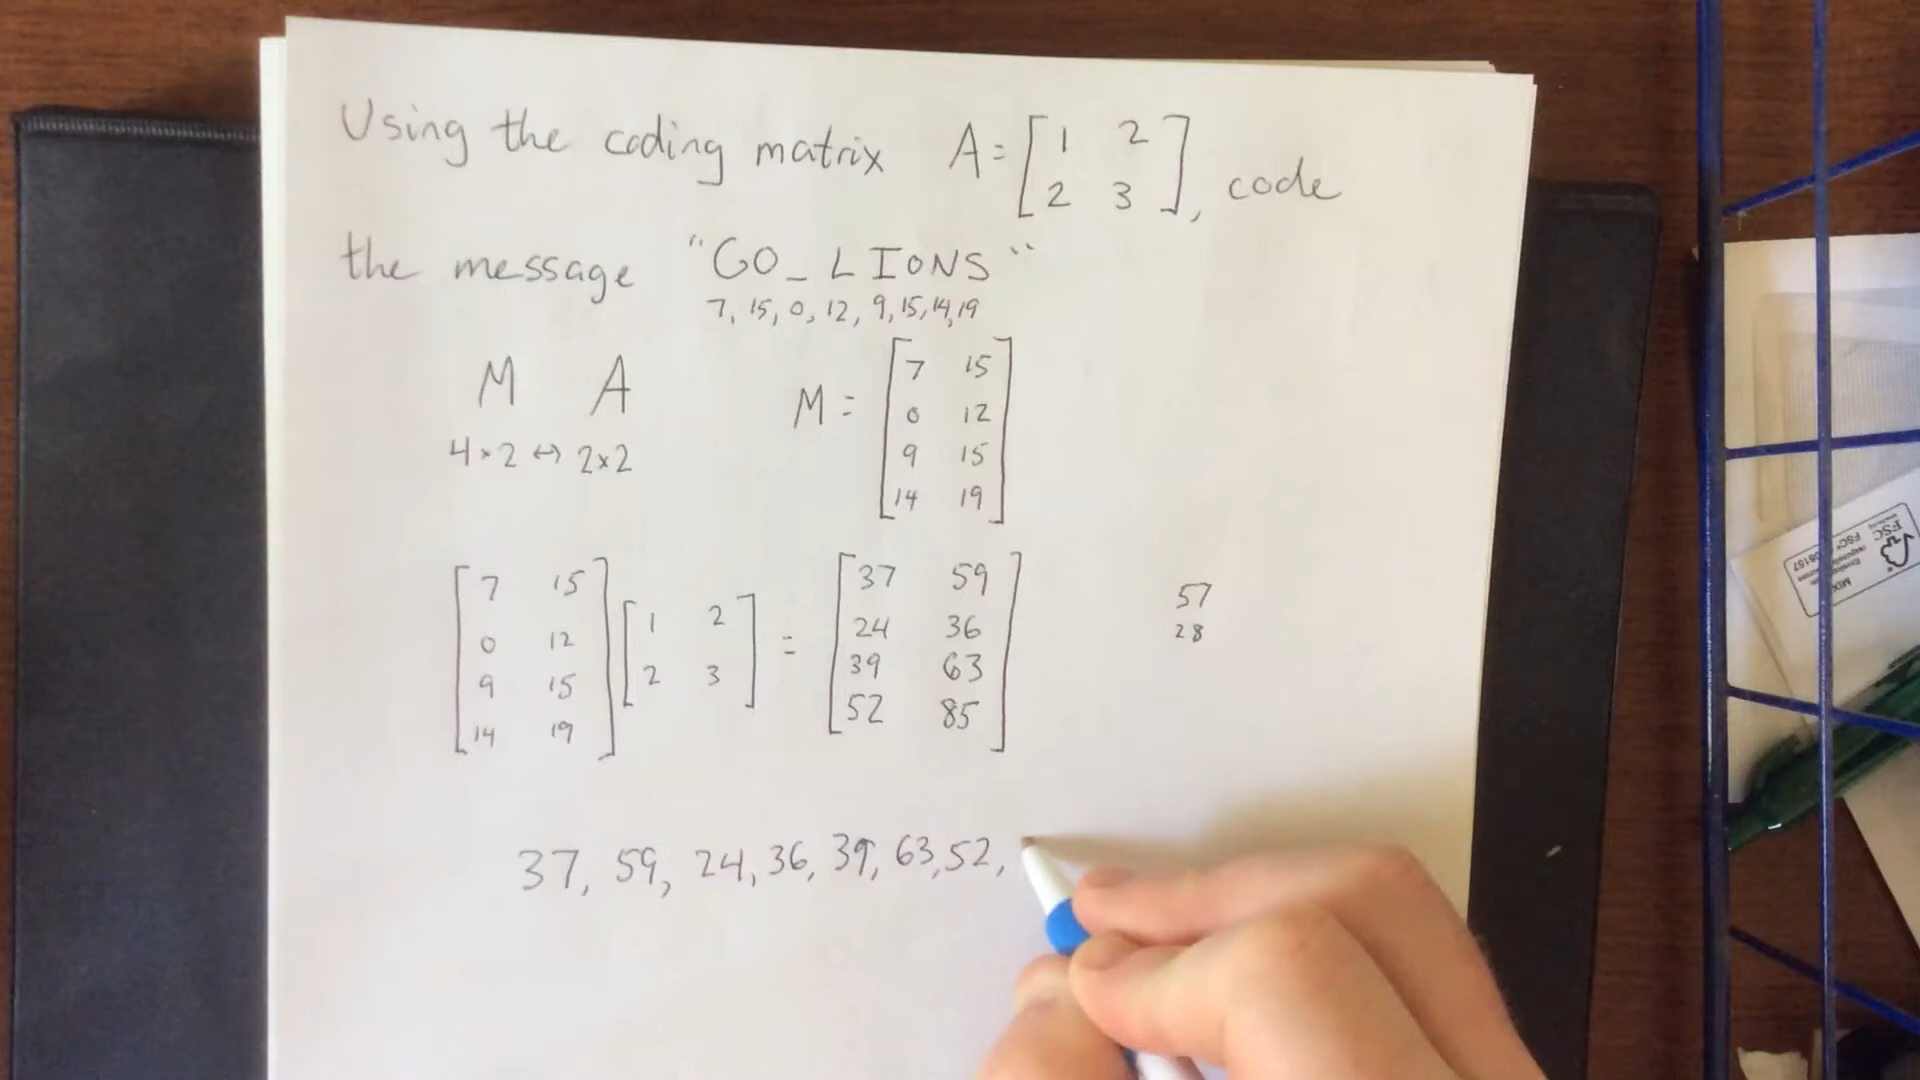 Using the coding matrix A = [ 1 2 ], code
[ 2 3 ]
the message "GO_LIONS"
7, 15, 0, 12, 9, 15, 14, 19
M A
4×2 ↔ 2×2
M = [ 7 15 ]
[ 0 12 ]
[ 9 15 ]
[ 14 19 ]
[ 7 15 ] [ 1 2 ] = [ 37 59 ]
[ 0 12 ] [ 2 3 ] [ 24 36 ]
[ 9 15 ] [ 39 63 ]
[ 14 19 ] [ 52 85 ]
57
28
37, 59, 24, 36, 39, 63, 52,
FSC
MIX